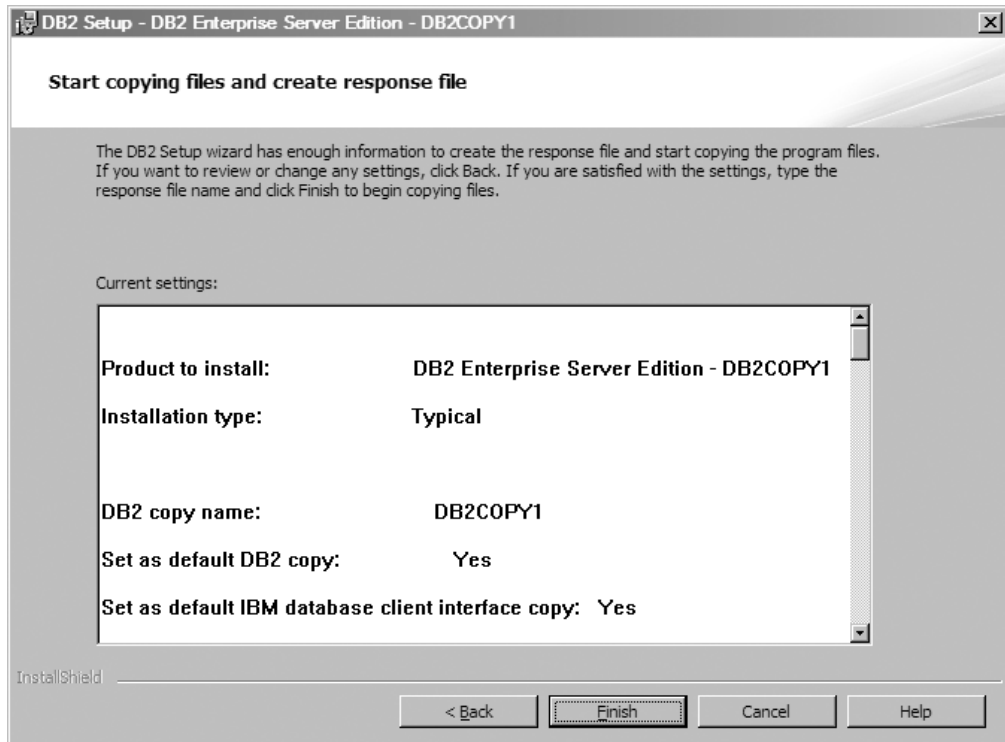 DB2 Setup - DB2 Enterprise Server Edition - DB2COPY1
Start copying files and create response file
The DB2 Setup wizard has enough information to create the response file and start copying the program files.
If you want to review or change any settings, click Back. If you are satisfied with the settings, type the
response file name and click Finish to begin copying files.
Current settings:
Product to install: DB2 Enterprise Server Edition - DB2COPY1
Installation type: Typical
DB2 copy name: DB2COPY1
Set as default DB2 copy: Yes
Set as default IBM database client interface copy: Yes
InstallShield
< Back Finish Cancel Help